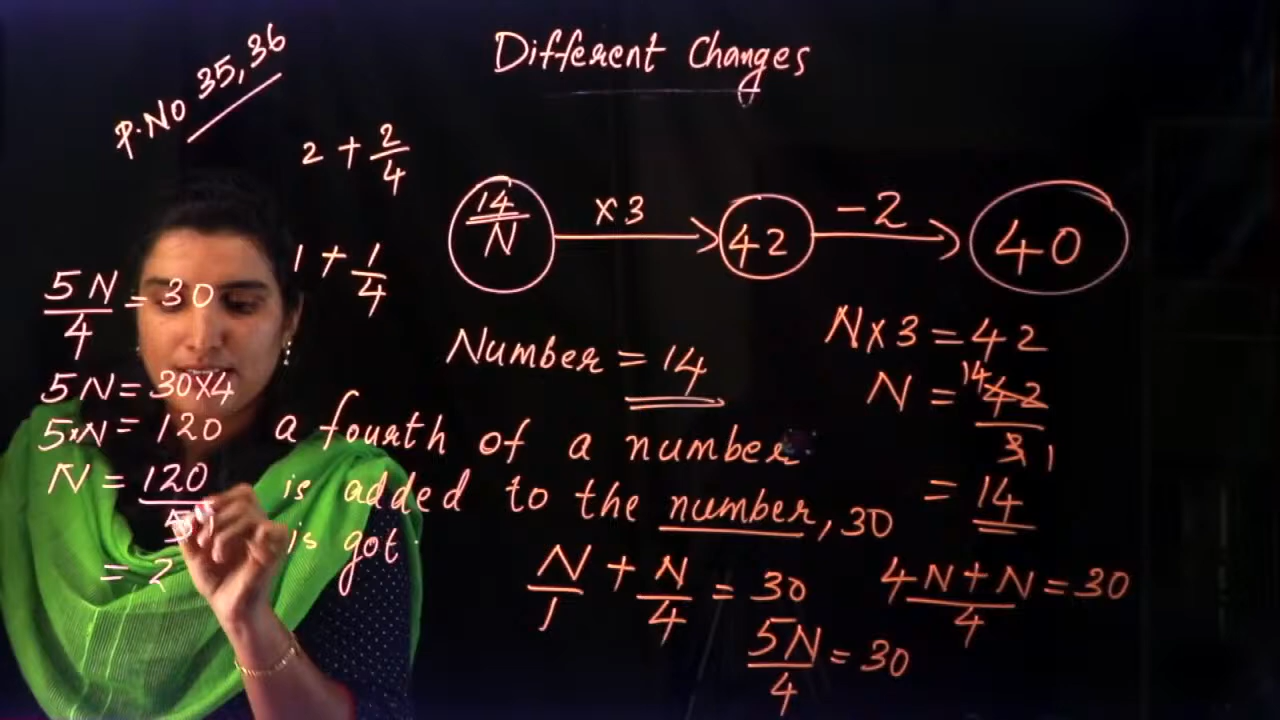 Different Changes
P.NO 35, 36
2 + 2/4
1 + 1/4
14
N ×3 → 42 −2 → 40
Number = 14
N×3 = 42
N = 14 42/3 1
= 14
a fourth of a number
is added to the number, 30
is got.
N/1 + N/4 = 30
4N+N/4 = 30
5N/4 = 30
5N/4 = 30
5N = 30×4
5×N = 120
N = 120/5 1
= 2